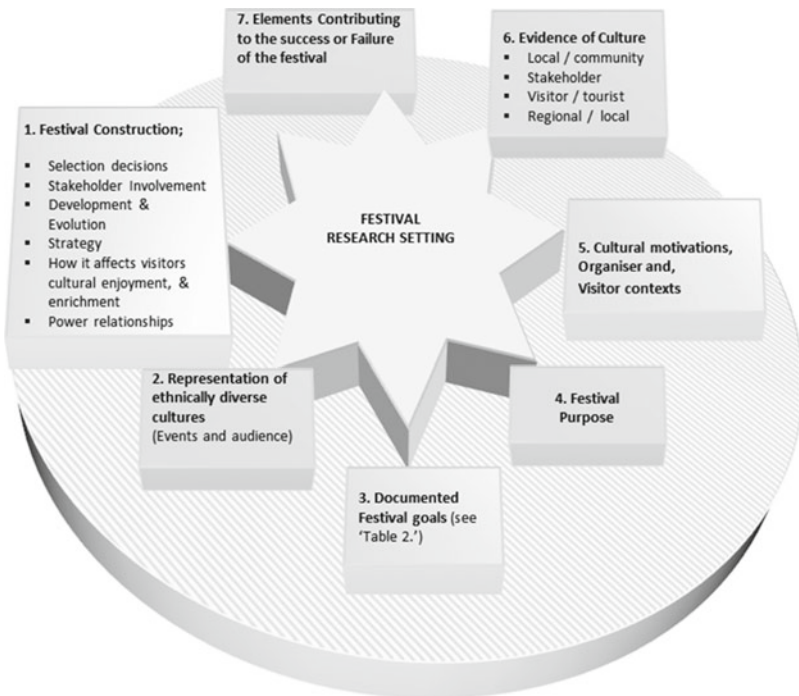 7. Elements Contributing
to the success or Failure
of the festival
6. Evidence of Culture
▪ Local / community
▪ Stakeholder
▪ Visitor / tourist
▪ Regional / local
1. Festival Construction;
▪ Selection decisions
▪ Stakeholder Involvement
▪ Development &
Evolution
▪ Strategy
▪ How it affects visitors
cultural enjoyment, &
enrichment
▪ Power relationships
FESTIVAL
RESEARCH SETTING
5. Cultural motivations,
Organiser and,
Visitor contexts
2. Representation of
ethnically diverse
cultures
(Events and audience)
4. Festival
Purpose
3. Documented
Festival goals (see
‘Table 2.’)